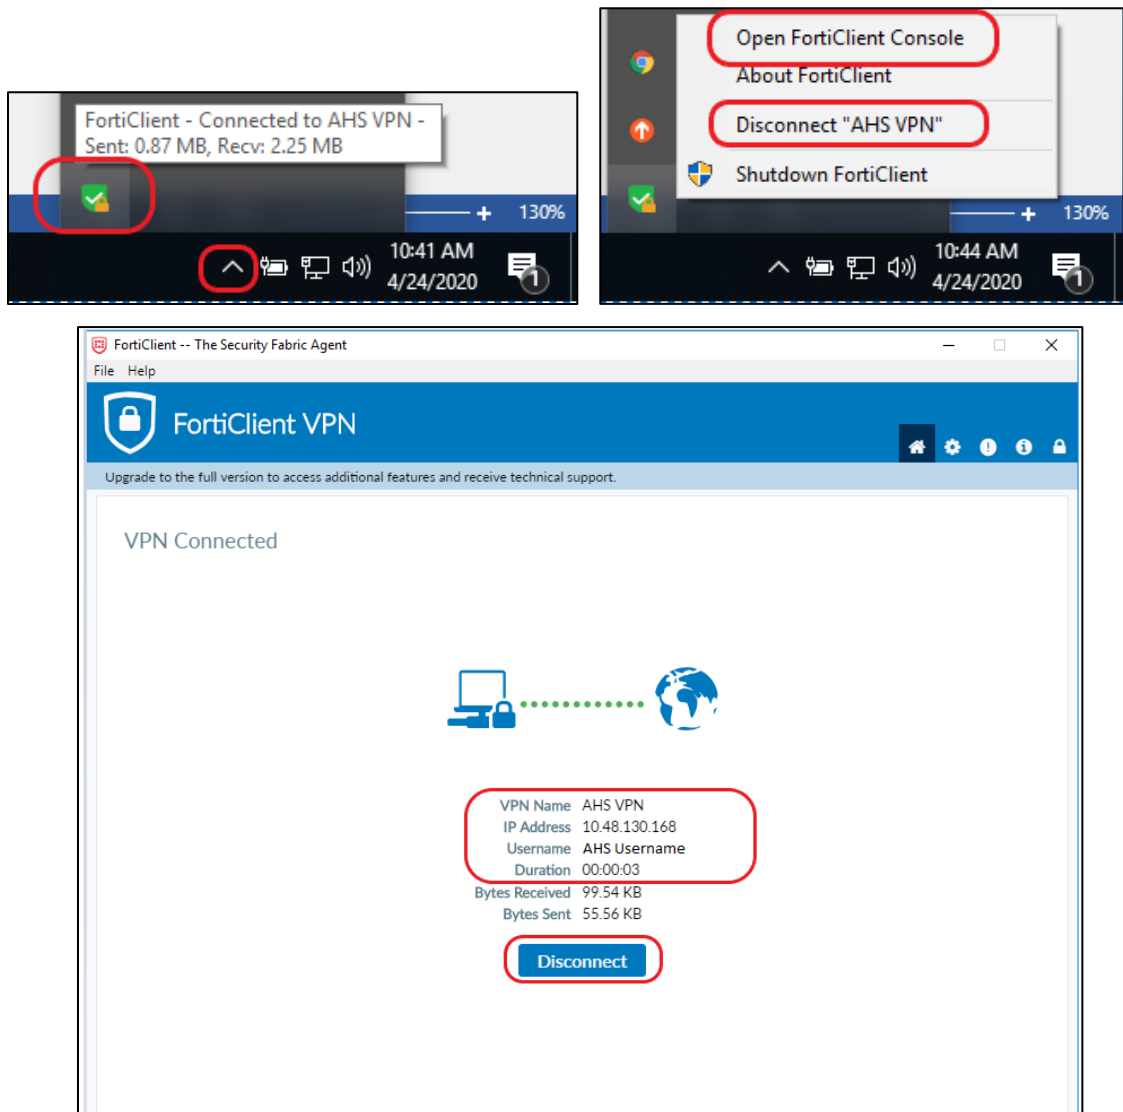 FortiClient - Connected to AHS VPN -
Sent: 0.87 MB, Recv: 2.25 MB
130%
10:41 AM
4/24/2020
1
Open FortiClient Console
About FortiClient
Disconnect "AHS VPN"
Shutdown FortiClient
130%
10:44 AM
4/24/2020
1
FortiClient -- The Security Fabric Agent
File Help
FortiClient VPN
Upgrade to the full version to access additional features and receive technical support.
VPN Connected
VPN Name AHS VPN
IP Address 10.48.130.168
Username AHS Username
Duration 00:00:03
Bytes Received 99.54 KB
Bytes Sent 55.56 KB
Disconnect